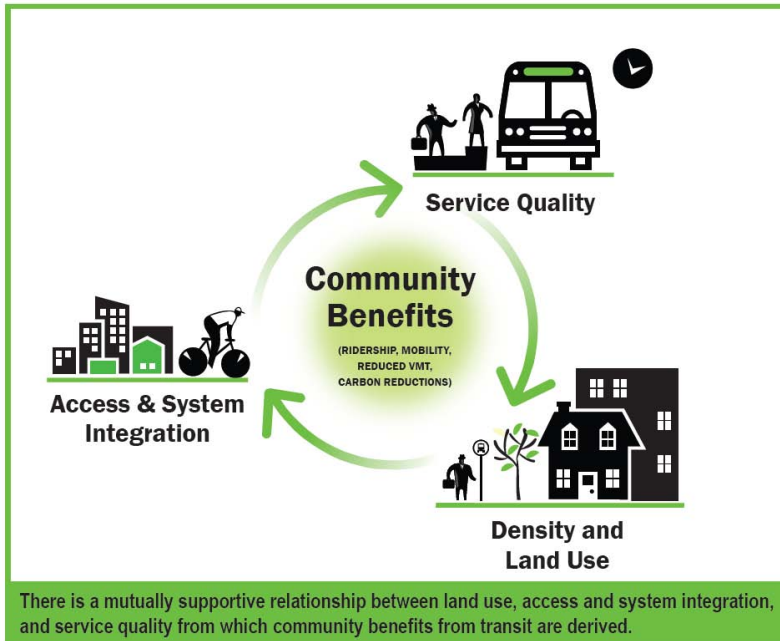 Service Quality
Community
Benefits
(RIDERSHIP, MOBILITY,
REDUCED VMT,
CARBON REDUCTIONS)
Access & System
Integration
Density and
Land Use
There is a mutually supportive relationship between land use, access and system integration,
and service quality from which community benefits from transit are derived.